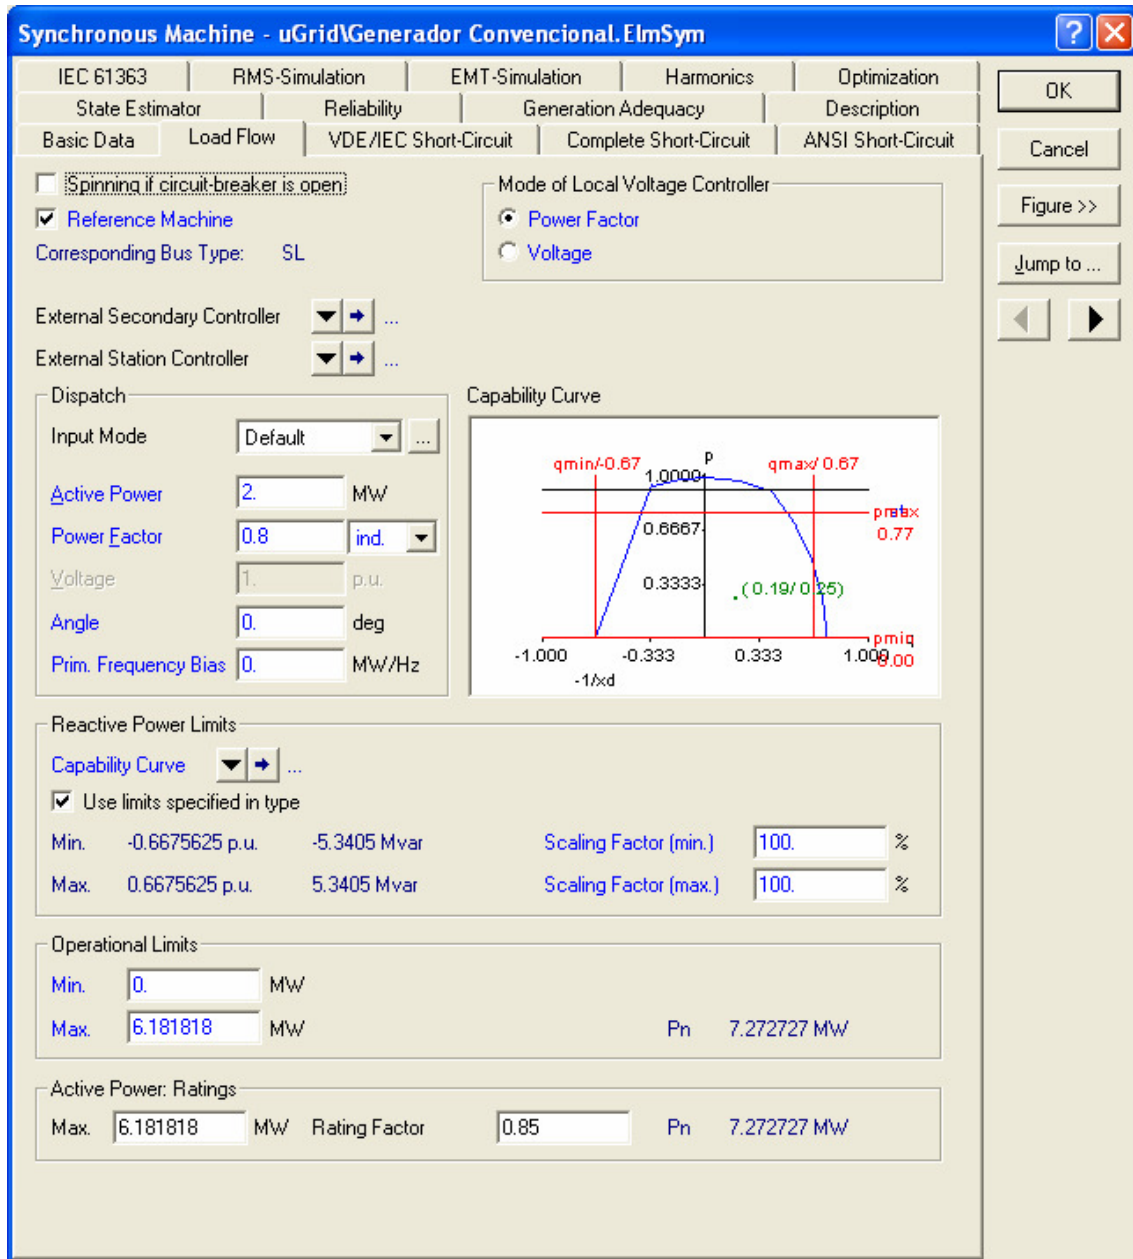 Synchronous Machine - uGrid\Generador Convencional.ElmSym
IEC 61363 RMS-Simulation EMT-Simulation Harmonics Optimization
State Estimator Reliability Generation Adequacy Description
Basic Data Load Flow VDE/IEC Short-Circuit Complete Short-Circuit ANSI Short-Circuit
OK
Cancel
Figure >>
Jump to ...
Spinning if circuit-breaker is open
Reference Machine
Corresponding Bus Type: SL
Mode of Local Voltage Controller
Power Factor
Voltage
External Secondary Controller ...
External Station Controller ...
Dispatch
Input Mode Default ...
Active Power 2. MW
Power Factor 0.8 ind.
Voltage 1. p.u.
Angle 0. deg
Prim. Frequency Bias 0. MW/Hz
Capability Curve
qmin/-0.67 p qmax/ 0.67
1.0000
pmax
0.6667 0.77
0.3333 (0.19/ 0.25)
-1.000 -0.333 0.333 1.000 0.00
-1/xd
Reactive Power Limits
Capability Curve ...
Use limits specified in type
Min. -0.6675625 p.u. -5.3405 Mvar Scaling Factor (min.) 100. %
Max. 0.6675625 p.u. 5.3405 Mvar Scaling Factor (max.) 100. %
Operational Limits
Min. 0. MW
Max. 6.181818 MW Pn 7.272727 MW
Active Power: Ratings
Max. 6.181818 MW Rating Factor 0.85 Pn 7.272727 MW